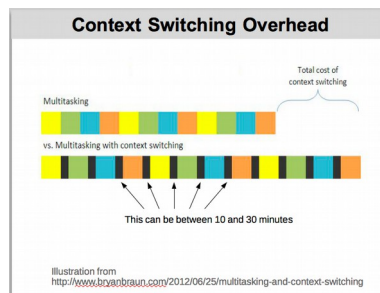 Context Switching Overhead
Total cost of
context switching
Multitasking
vs. Multitasking with context switching
This can be between 10 and 30 minutes
Illustration from
http://www.bryanbraun.com/2012/06/25/multitasking-and-context-switching